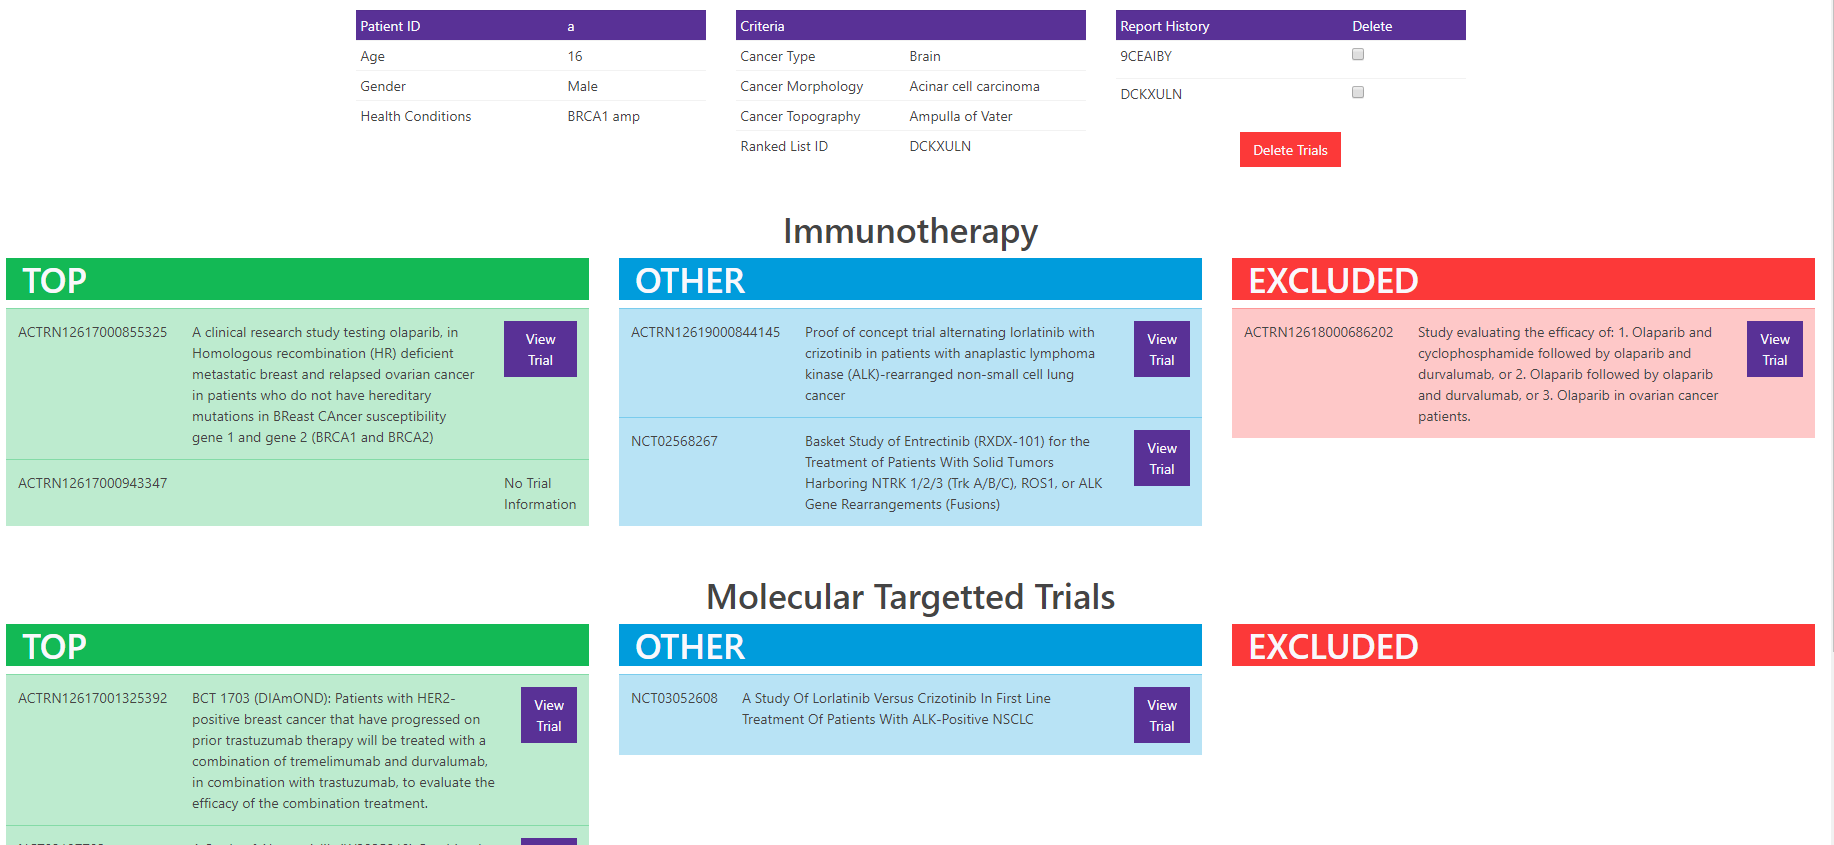 Patient ID a
Age 16
Gender Male
Health Conditions BRCA1 amp
Criteria
Cancer Type Brain
Cancer Morphology Acinar cell carcinoma
Cancer Topography Ampulla of Vater
Ranked List ID DCKXULN
Report History Delete
9CEAIBY
DCKXULN
Delete Trials
Immunotherapy
TOP
ACTRN12617000855325
A clinical research study testing olaparib, in
Homologous recombination (HR) deficient
metastatic breast and relapsed ovarian cancer
in patients who do not have hereditary
mutations in BReast CAncer susceptibility
gene 1 and gene 2 (BRCA1 and BRCA2)
View
Trial
ACTRN12617000943347
No Trial
Information
OTHER
ACTRN12619000844145
Proof of concept trial alternating lorlatinib with
crizotinib in patients with anaplastic lymphoma
kinase (ALK)-rearranged non-small cell lung
cancer
View
Trial
NCT02568267
Basket Study of Entrectinib (RXDX-101) for the
Treatment of Patients With Solid Tumors
Harboring NTRK 1/2/3 (Trk A/B/C), ROS1, or ALK
Gene Rearrangements (Fusions)
View
Trial
EXCLUDED
ACTRN12618000686202
Study evaluating the efficacy of: 1. Olaparib and
cyclophosphamide followed by olaparib and
durvalumab, or 2. Olaparib followed by olaparib
and durvalumab, or 3. Olaparib in ovarian cancer
patients.
View
Trial
Molecular Targetted Trials
TOP
ACTRN12617001325392
BCT 1703 (DIAmOND): Patients with HER2-
positive breast cancer that have progressed on
prior trastuzumab therapy will be treated with a
combination of tremelimumab and durvalumab,
in combination with trastuzumab, to evaluate the
efficacy of the combination treatment.
View
Trial
OTHER
NCT03052608
A Study Of Lorlatinib Versus Crizotinib In First Line
Treatment Of Patients With ALK-Positive NSCLC
View
Trial
EXCLUDED